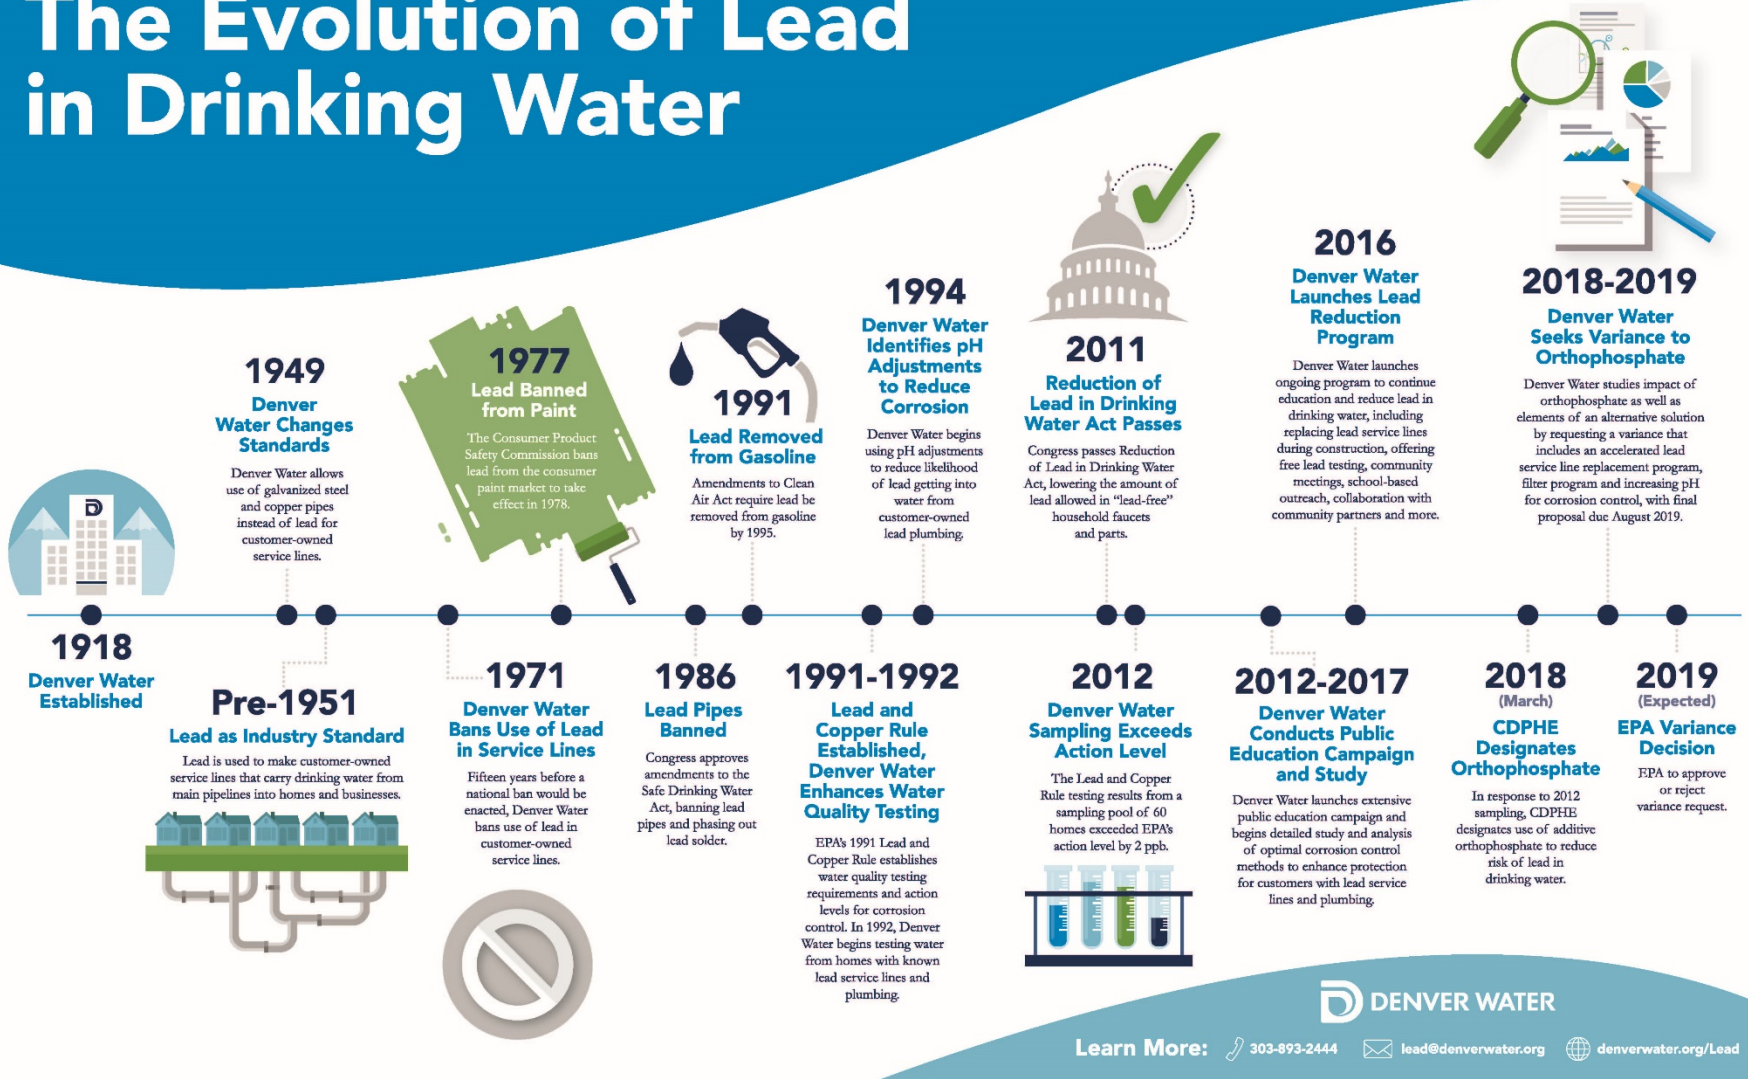 The Evolution of Lead
in Drinking Water
1918
Denver Water
Established
1949
Denver
Water Changes
Standards
Denver Water allows
use of galvanized steel
and copper pipes
instead of lead for
customer-owned
service lines.
Pre-1951
Lead as Industry Standard
Lead is used to make customer-owned
service lines that carry drinking water from
main pipelines into homes and businesses.
1971
Denver Water
Bans Use of Lead
in Service Lines
Fifteen years before a
national ban would be
enacted, Denver Water
bans use of lead in
customer-owned
service lines.
1977
Lead Banned
from Paint
The Consumer Product
Safety Commission bans
lead from the consumer
paint market to take
effect in 1978.
1986
Lead Pipes
Banned
Congress approves
amendments to the
Safe Drinking Water
Act, banning lead
pipes and phasing out
lead solder.
1991
Lead Removed
from Gasoline
Amendments to Clean
Air Act require lead be
removed from gasoline
by 1995.
1991-1992
Lead and
Copper Rule
Established,
Denver Water
Enhances Water
Quality Testing
EPA's 1991 Lead and
Copper Rule establishes
water quality testing
requirements and action
levels for corrosion
control. In 1992, Denver
Water begins testing water
from homes with known
lead service lines and
plumbing.
1994
Denver Water
Identifies pH
Adjustments
to Reduce
Corrosion
Denver Water begins
using pH adjustments
to reduce likelihood
of lead getting into
water from
customer-owned
lead plumbing.
2011
Reduction of
Lead in Drinking
Water Act Passes
Congress passes Reduction
of Lead in Drinking Water
Act, lowering the amount of
lead allowed in "lead-free"
household faucets
and parts.
2012
Denver Water
Sampling Exceeds
Action Level
The Lead and Copper
Rule testing results from a
sampling pool of 60
homes exceeded EPA's
action level by 2 ppb.
2012-2017
Denver Water
Conducts Public
Education Campaign
and Study
Denver Water launches extensive
public education campaign and
begins detailed study and analysis
of optimal corrosion control
methods to enhance protection
for customers with lead service
lines and plumbing.
2016
Denver Water
Launches Lead
Reduction
Program
Denver Water launches
ongoing program to continue
education and reduce lead in
drinking water, including
replacing lead service lines
during construction, offering
free lead testing, community
meetings, school-based
outreach, collaboration with
community partners and more.
2018
(March)
CDPHE
Designates
Orthophosphate
In response to 2012
sampling, CDPHE
designates use of additive
orthophosphate to reduce
risk of lead in
drinking water.
2018-2019
Denver Water
Seeks Variance to
Orthophosphate
Denver Water studies impact of
orthophosphate as well as
elements of an alternative solution
by requesting a variance that
includes an accelerated lead
service line replacement program,
filter program and increasing pH
for corrosion control, with final
proposal due August 2019.
2019
(Expected)
EPA Variance
Decision
EPA to approve
or reject
variance request.
DENVER WATER
Learn More: 303-893-2444 lead@denverwater.org denverwater.org/Lead